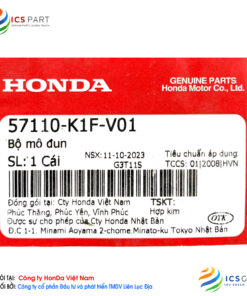 ICS PART
HONDA
GENUINE PARTS
Honda Motor Co., Ltd.
57110-K1F-V01
Bộ mô đun
SL: 1 Cái
NSX: 11-10-2023
G3T11S
Tiêu chuẩn áp dụng:
TCCS: 01|2008|HVN
Đóng gói tại: Cty Honda Việt Nam
Phúc Thắng, Phúc Yên, Vĩnh Phúc
TSKT:
Hợp kim
Được sự cho phép của Cty Honda Nhật Bản
OTK
Đ.C 1-1. Minami Aoyama 2-chome.Minato-ku Tokyo Nhật Bản
TẠI: Công ty HonDa Việt Nam
Công ty cổ phần Đầu tư và phát triển TMDV Liên Lục Địa
ICS